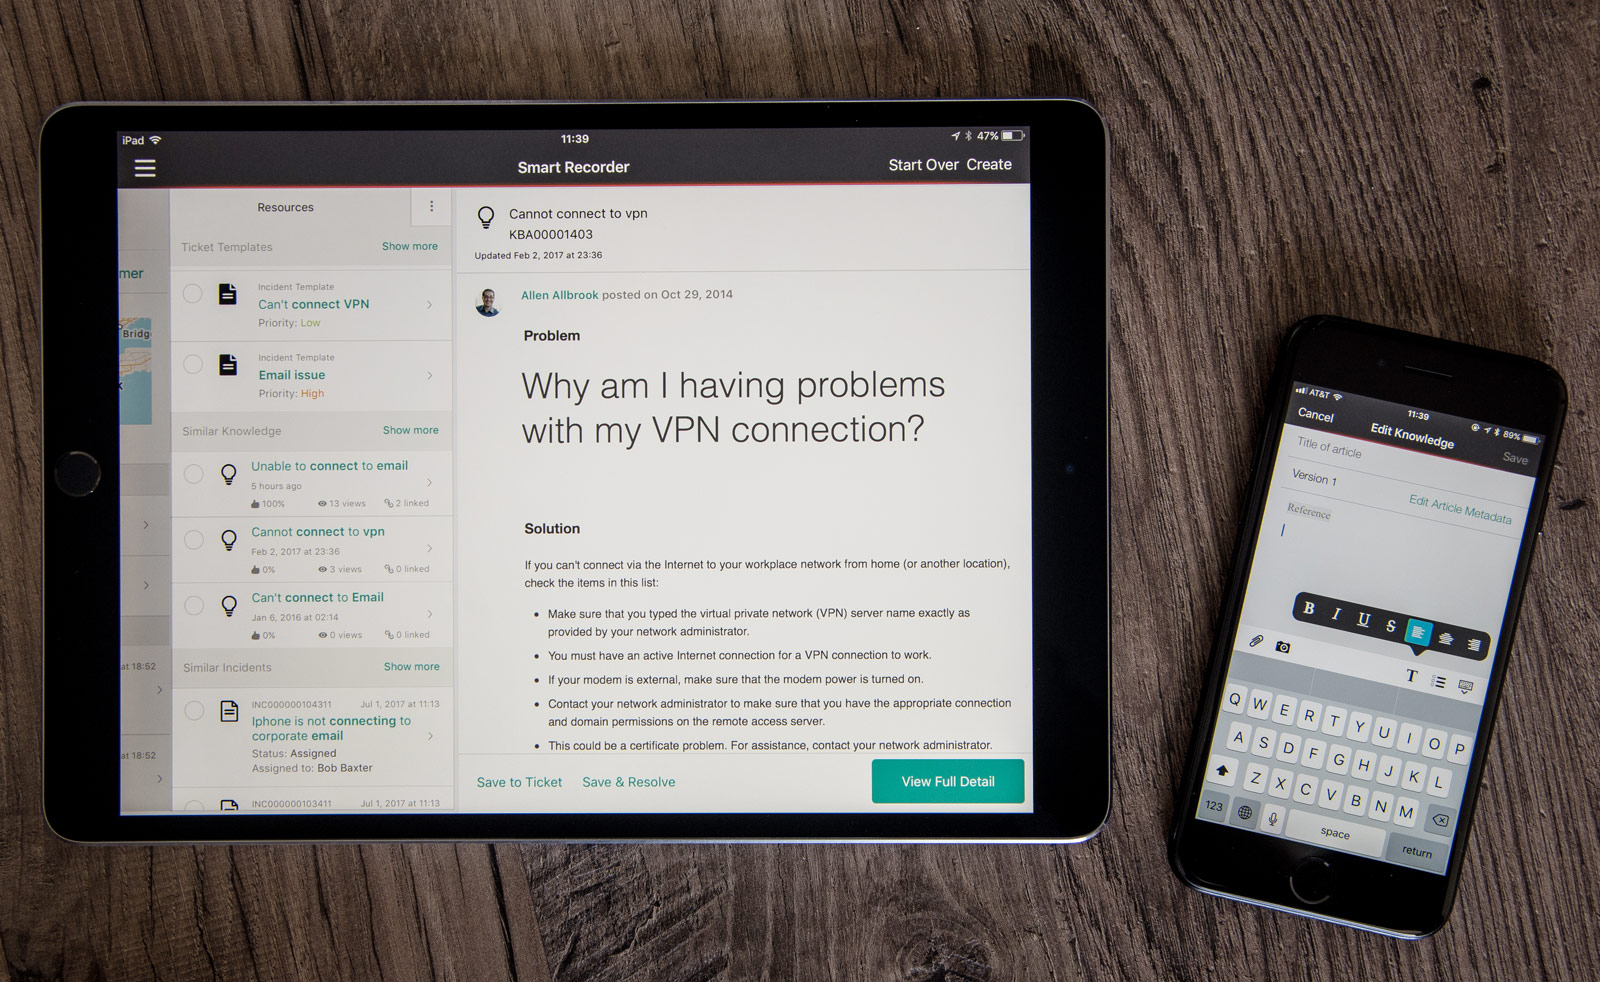 iPad
11:39
47%
Smart Recorder
Start Over Create
mer
Bridg
at 18:52
at 18:52
Resources
Ticket Templates
Show more
Incident Template
Can't connect VPN
Priority: Low
Incident Template
Email issue
Priority: High
Similar Knowledge
Show more
Unable to connect to email
5 hours ago
100%
13 views
2 linked
Cannot connect to vpn
Feb 2, 2017 at 23:36
0%
3 views
0 linked
Can't connect to Email
Jan 6, 2016 at 02:14
0%
0 views
0 linked
Similar Incidents
Show more
INC000000104311
Jul 1, 2017 at 11:13
Iphone is not connecting to
corporate email
Status: Assigned
Assigned to: Bob Baxter
INC000000103411
Jul 1, 2017 at 11:13
Cannot connect to vpn
KBA00001403
Updated Feb 2, 2017 at 23:36
Allen Allbrook posted on Oct 29, 2014
Problem
Why am I having problems
with my VPN connection?
Solution
If you can't connect via the Internet to your workplace network from home (or another location),
check the items in this list:
• Make sure that you typed the virtual private network (VPN) server name exactly as
provided by your network administrator.
• You must have an active Internet connection for a VPN connection to work.
• If your modem is external, make sure that the modem power is turned on.
• Contact your network administrator to make sure that you have the appropriate connection
and domain permissions on the remote access server.
• This could be a certificate problem. For assistance, contact your network administrator.
Save to Ticket
Save & Resolve
View Full Detail
AT&T
11:39
89%
Cancel
Edit Knowledge
Save
Title of article
Version 1
Edit Article Metadata
Reference
B I U S
T
Q W E R T Y U I O P
A S D F G H J K L
Z X C V B N M
123
space
return